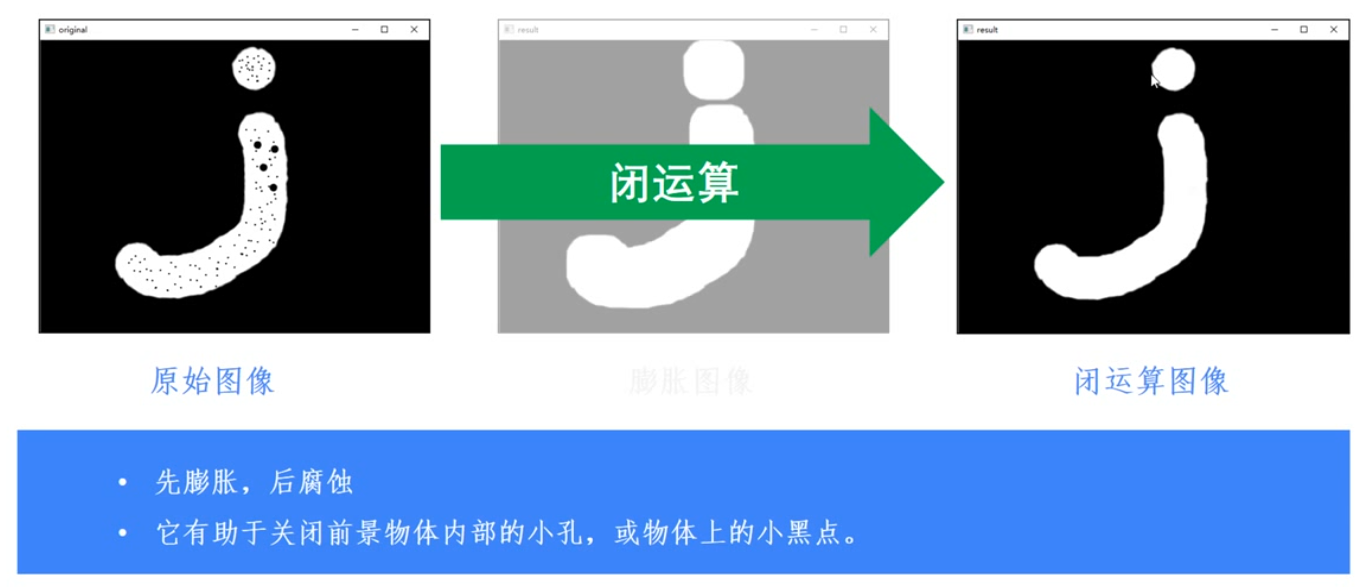 original
result
result
闭运算
原始图像
膨胀图像
闭运算图像
• 先膨胀，后腐蚀
• 它有助于关闭前景物体内部的小孔，或物体上的小黑点。